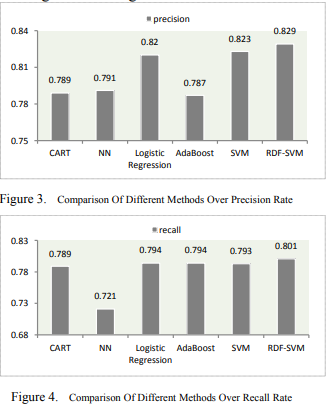 precision
0.84
0.81
0.78
0.75
0.789
0.791
0.82
0.787
0.823
0.829
CART
NN
Logistic
Regression
AdaBoost
SVM
RDF-SVM
Figure 3. Comparison Of Different Methods Over Precision Rate
recall
0.83
0.78
0.73
0.68
0.789
0.721
0.794
0.794
0.793
0.801
CART
NN
Logistic
Regression
AdaBoost
SVM
RDF-SVM
Figure 4. Comparison Of Different Methods Over Recall Rate